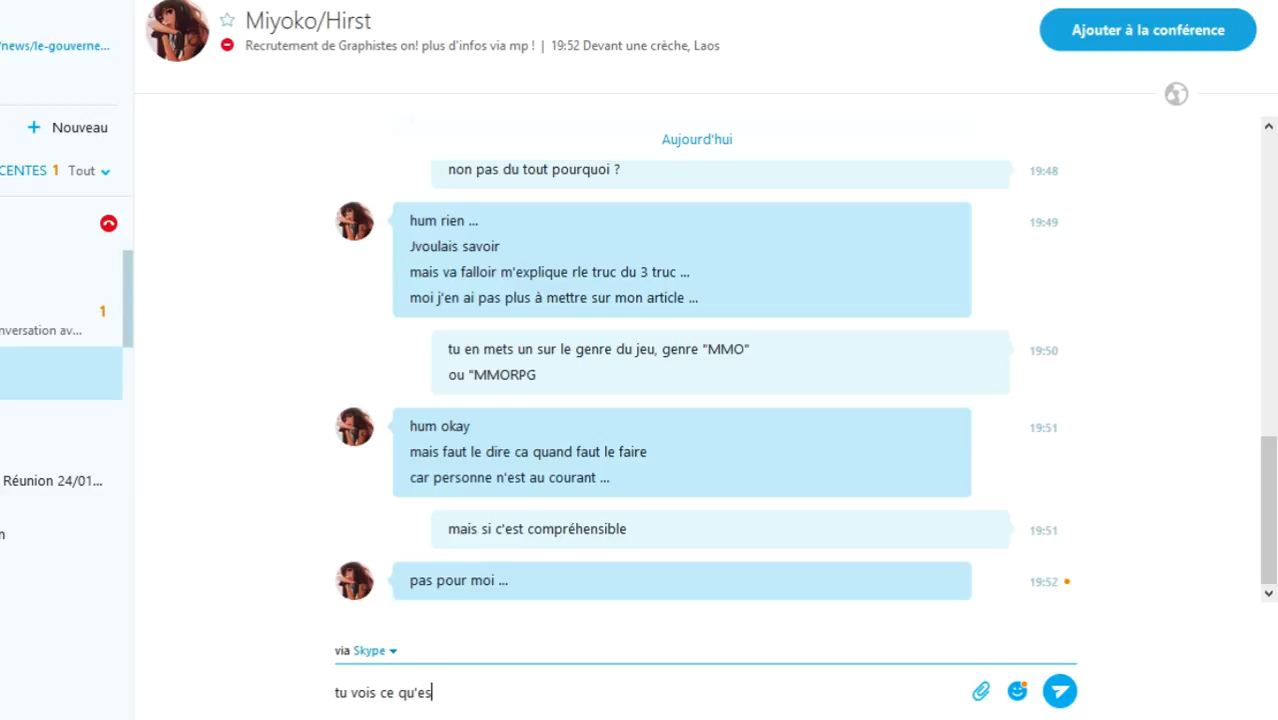 Miyoko/Hirst
Recrutement de Graphistes on! plus d'infos via mp ! | 19:52 Devant une crèche, Laos
Ajouter à la conférence
/news/le-gouverne...
+ Nouveau
CENTES 1 Tout
1
nversation av...
Réunion 24/01...
Aujourd'hui
non pas du tout pourquoi ?
19:48
hum rien ...
19:49
Jvoulais savoir
mais va falloir m'explique rle truc du 3 truc ...
moi j'en ai pas plus à mettre sur mon article ...
tu en mets un sur le genre du jeu, genre "MMO"
19:50
ou "MMORPG
hum okay
19:51
mais faut le dire ca quand faut le faire
car personne n'est au courant ...
mais si c'est compréhensible
19:51
pas pour moi ...
19:52
via Skype
tu vois ce qu'es